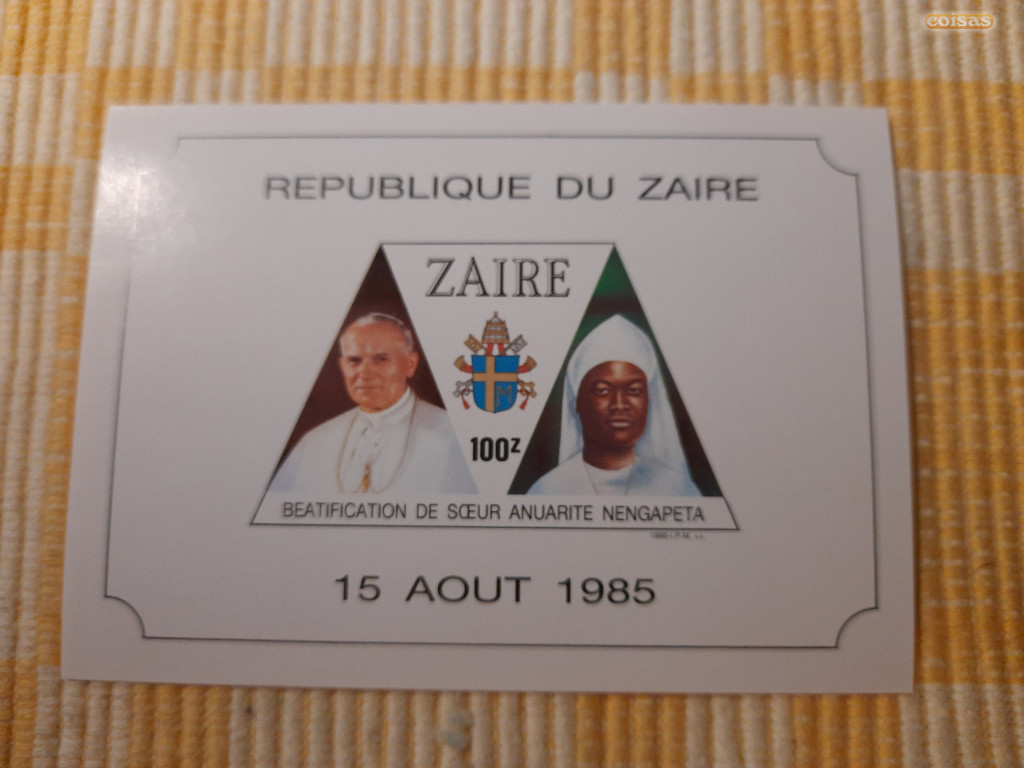 coisas
REPUBLIQUE DU ZAIRE
ZAIRE
100z
BEATIFICATION DE SŒUR ANUARITE NENGAPETA
15 AOUT 1985